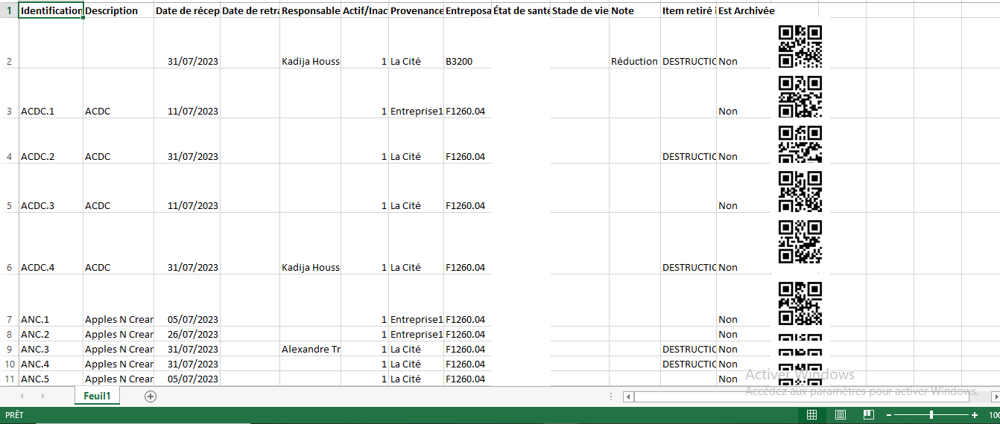 1 Identification Description Date de récep Date de retra Responsable Actif/Inac Provenance Entreposa État de santé Stade de vie Note Item retiré i Est Archivée
2 31/07/2023 Kadija Houss 1 La Cité B3200 Réduction DESTRUCTIC Non
3 ACDC.1 ACDC 11/07/2023 1 Entreprise1 F1260.04 Non
4 ACDC.2 ACDC 31/07/2023 1 La Cité F1260.04 DESTRUCTIC Non
5 ACDC.3 ACDC 11/07/2023 1 La Cité F1260.04 Non
6 ACDC.4 ACDC 31/07/2023 Kadija Houss 1 La Cité F1260.04 DESTRUCTIC Non
7 ANC.1 Apples N Crear 05/07/2023 1 Entreprise1 F1260.04 Non
8 ANC.2 Apples N Crear 26/07/2023 1 Entreprise1 F1260.04 Non
9 ANC.3 Apples N Crear 31/07/2023 Alexandre Tr 1 La Cité F1260.04 DESTRUCTIC Non
10 ANC.4 Apples N Crear 31/07/2023 1 La Cité F1260.04 DESTRUCTIC Non
11 ANC.5 Apples N Crear 05/07/2023 1 La Cité F1260.04 Non
Activer Windows
Accédez aux paramètres pour activer Windows.
Feuil1
PRÊT
100